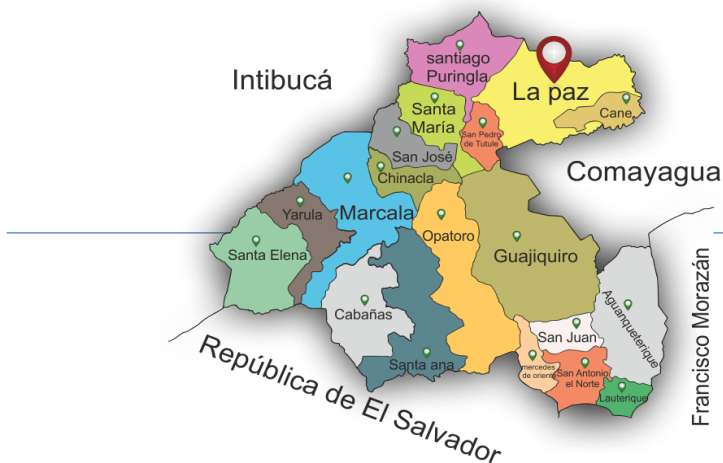 santiago
Puringla
Intibucá
La paz
Santa
María
Cane
San Pedro
de Tutule
San José
Comayagua
Chinacla
Yarula
Marcala
Opatoro
Santa Elena
Guajiquiro
Aguanqueterique
Francisco Morazán
Cabañas
San Juan
República de El Salvador
Santa ana
mercedes
de oriente
San Antonio
el Norte
Lauterique